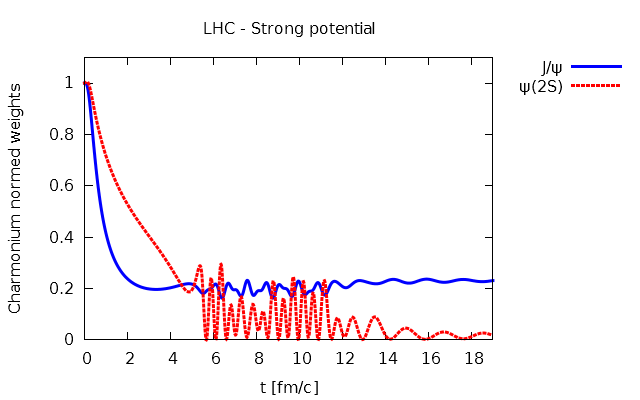 LHC - Strong potential
J/ψ
ψ(2S)
Charmonium normed weights
1
0.8
0.6
0.4
0.2
0
0 2 4 6 8 10 12 14 16 18
t [fm/c]